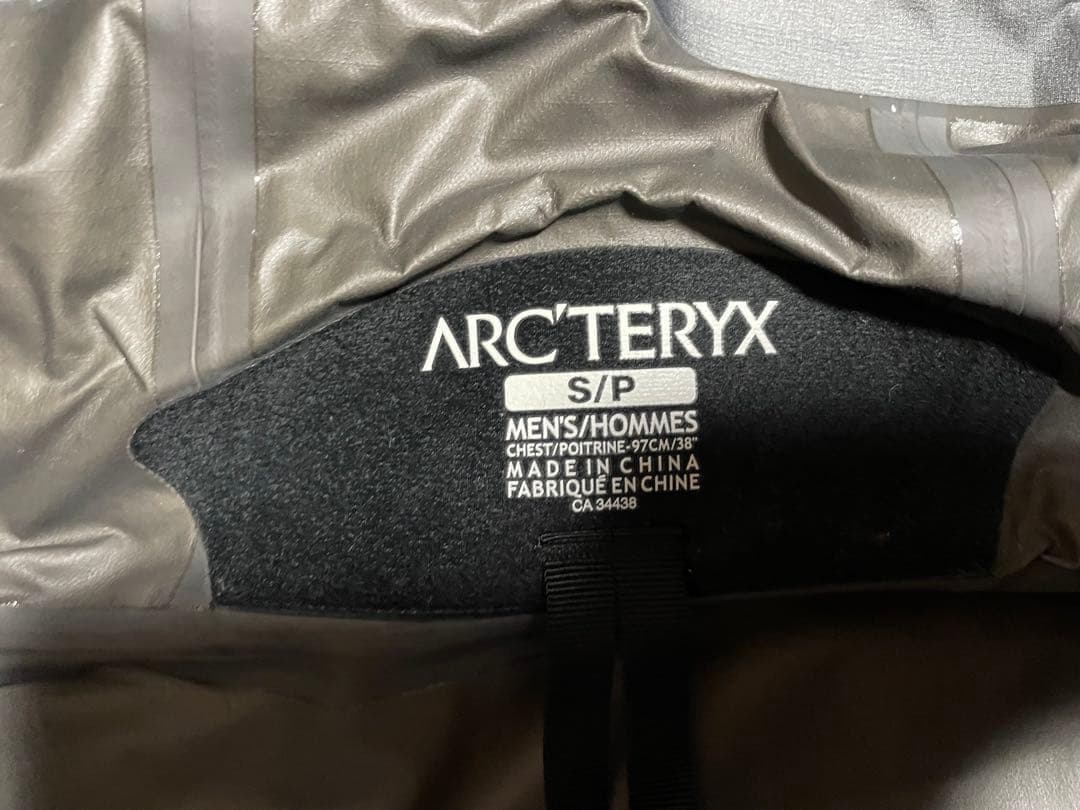 ARC'TERYX
S/P
MEN'S/HOMMES
CHEST/POITRINE-97CM/38"
MADE IN CHINA
FABRIQUÉ EN CHINE
CA 34438